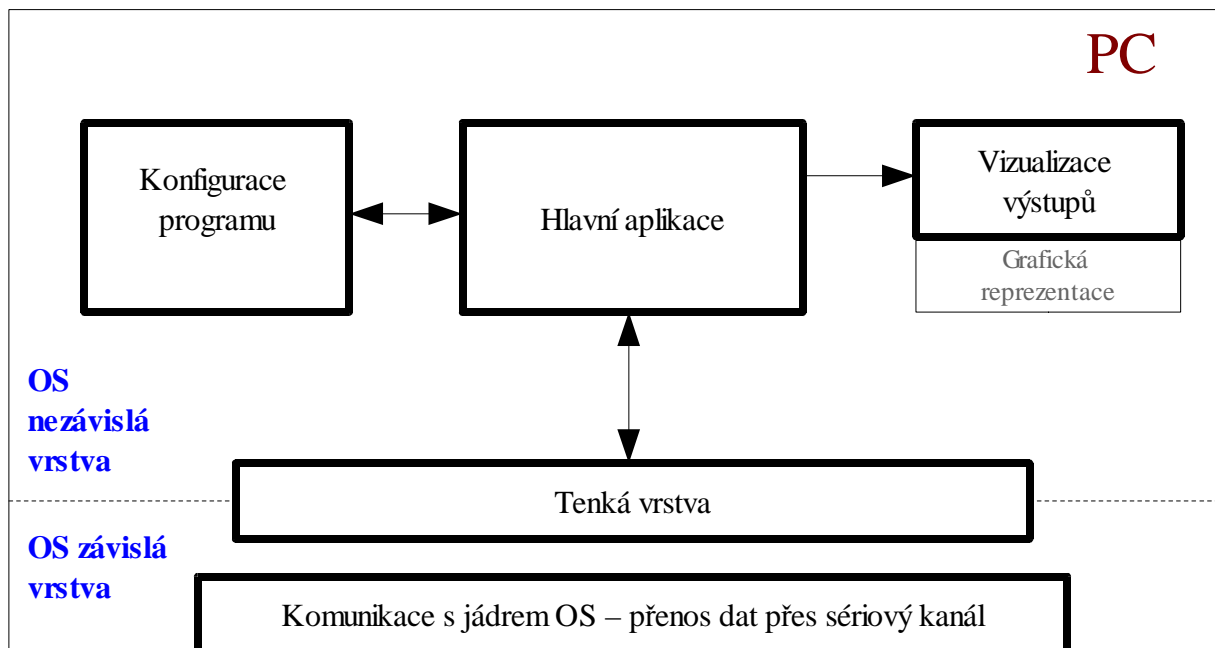 PC
Konfigurace
programu
Hlavní aplikace
Vizualizace
výstupů
Grafická
reprezentace
OS
nezávislá
vrstva
Tenká vrstva
OS závislá
vrstva
Komunikace s jádrem OS – přenos dat přes sériový kanál